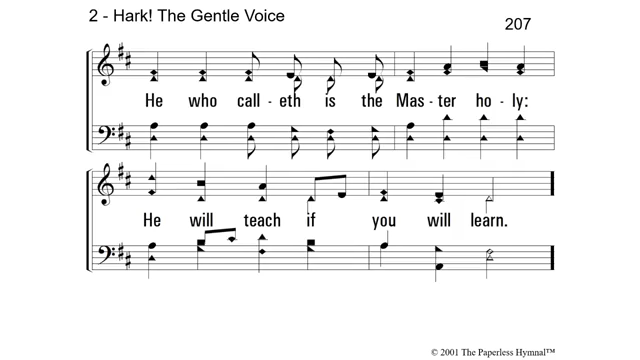 2 - Hark! The Gentle Voice
207
He who call - eth is the Mas - ter ho - ly:
He will teach if you will learn.
© 2001 The Paperless Hymnal™